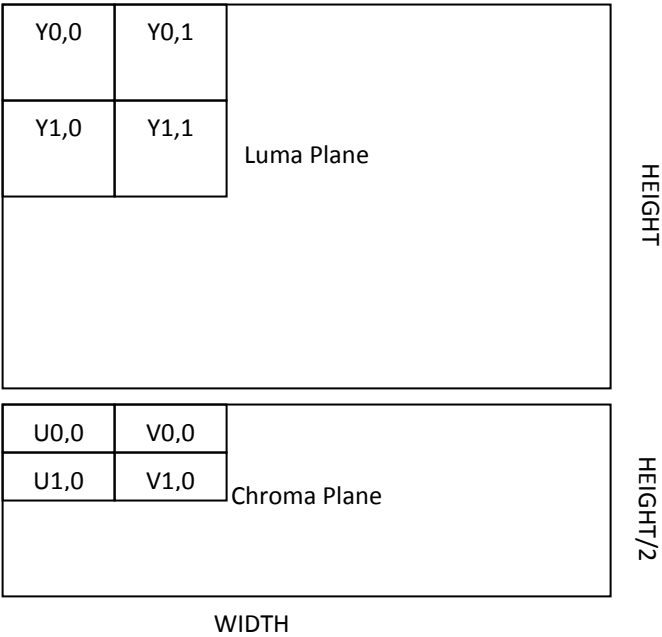 Y0,0 Y0,1
Y1,0 Y1,1
Luma Plane
HEIGHT
U0,0 V0,0
U1,0 V1,0
Chroma Plane
HEIGHT/2
WIDTH